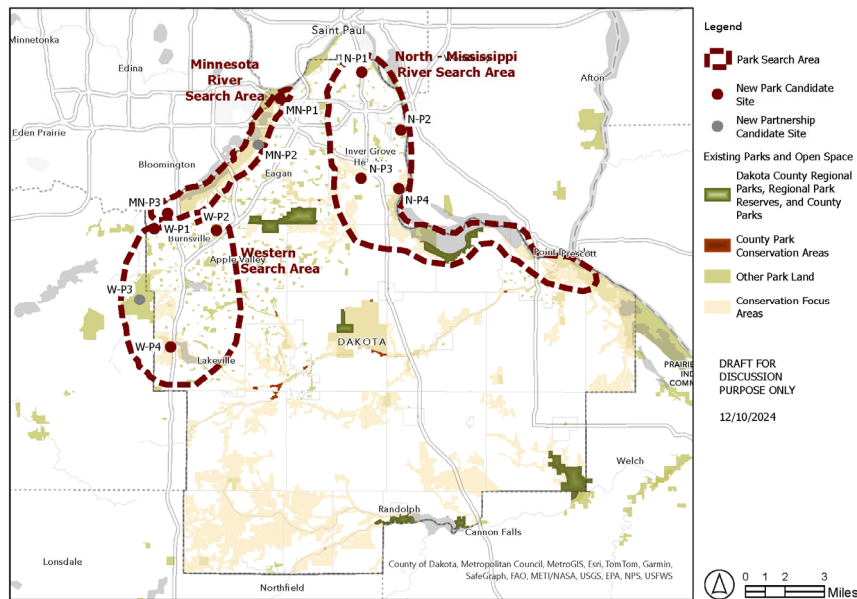 Minnetonka
Edina
Eden Prairie
Bloomington
Saint Paul
Minnesota
River
Search Area
North - Mississippi
River Search Area
Afton
N-P1
MN-P1
N-P2
MN-P2
Inver Grove
N-P3
Eagan
N-P4
MN-P3
W-P1
W-P2
Burnsville
Western
Search Area
Apple Valley
Point
Prescott
W-P3
W-P4
Lakeville
DAKOTA
PRAIRIE
IND
COMM
Welch
Randolph
Cannon Falls
Lonsdale
Northfield
County of Dakota, Metropolitan Council, MetroGIS, Esri, TomTom, Garmin,
SafeGraph, FAO, METI/NASA, USGS, EPA, NPS, USFWS
Legend
Park Search Area
New Park Candidate
Site
New Partnership
Candidate Site
Existing Parks and Open Space
Dakota County Regional
Parks, Regional Park
Reserves, and County
Parks
County Park
Conservation Areas
Other Park Land
Conservation Focus
Areas
DRAFT FOR
DISCUSSION
PURPOSE ONLY
12/10/2024
0 1 2 3
Miles